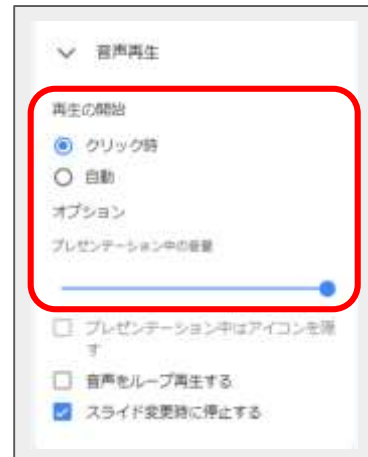 音声再生
再生の開始
クリック時
自動
オプション
プレゼンテーション中の音量
プレゼンテーション中はアイコンを隠
す
音声をループ再生する
スライド変更時に停止する